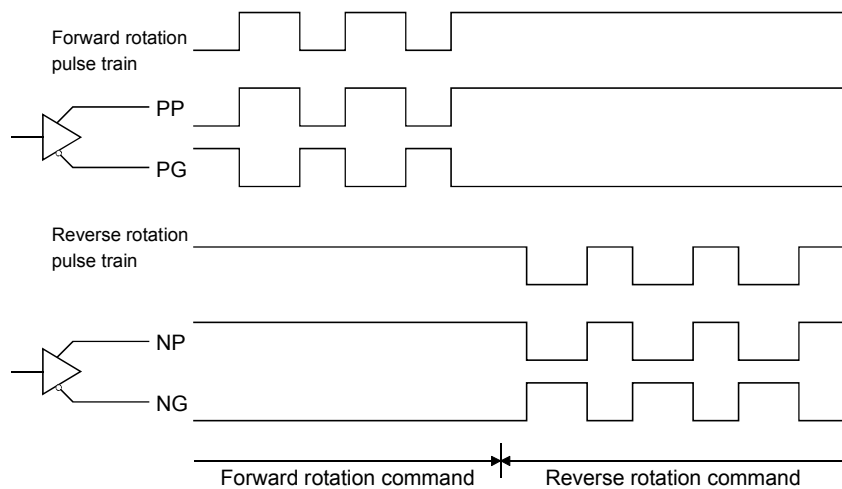 Forward rotation
pulse train
PP
PG
Reverse rotation
pulse train
NP
NG
Forward rotation command
Reverse rotation command